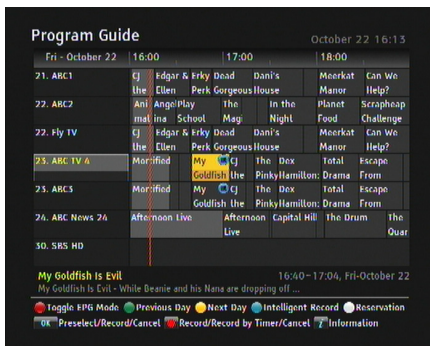 Program Guide
October 22 16:13
Fri - October 22 16:00 17:00 18:00
21. ABC1 CJ Edgar & Erky Dead Dani's Meerkat Can We
the Ellen Perk Gorgeous House Manor Help?
22. ABC2 Ani Angel Play The In the Planet Scrapheap
mal ina School Magi Night Food Challenge
22. Fly TV CJ Edgar & Erky Dead Dani's Meerkat Can We
the Ellen Perk Gorgeous House Manor Help?
23. ABC TV 4 Mortified My CJ The Dex Total Escape
Goldfish the Pinky Hamilton: Drama From
23. ABC3 Mortified My CJ The Dex Total Escape
Goldfish the Pinky Hamilton: Drama From
24. ABC News 24 Afternoon Live Afternoon Capital Hill The Drum The
Live Quar
30. SBS HD
My Goldfish Is Evil 16:40~17:04, Fri-October 22
My Goldfish Is Evil - While Beanie and his Nana are dropping off ...
Toggle EPG Mode Previous Day Next Day Intelligent Record Reservation
OK Preselect/Record/Cancel Record/Record by Timer/Cancel i Information